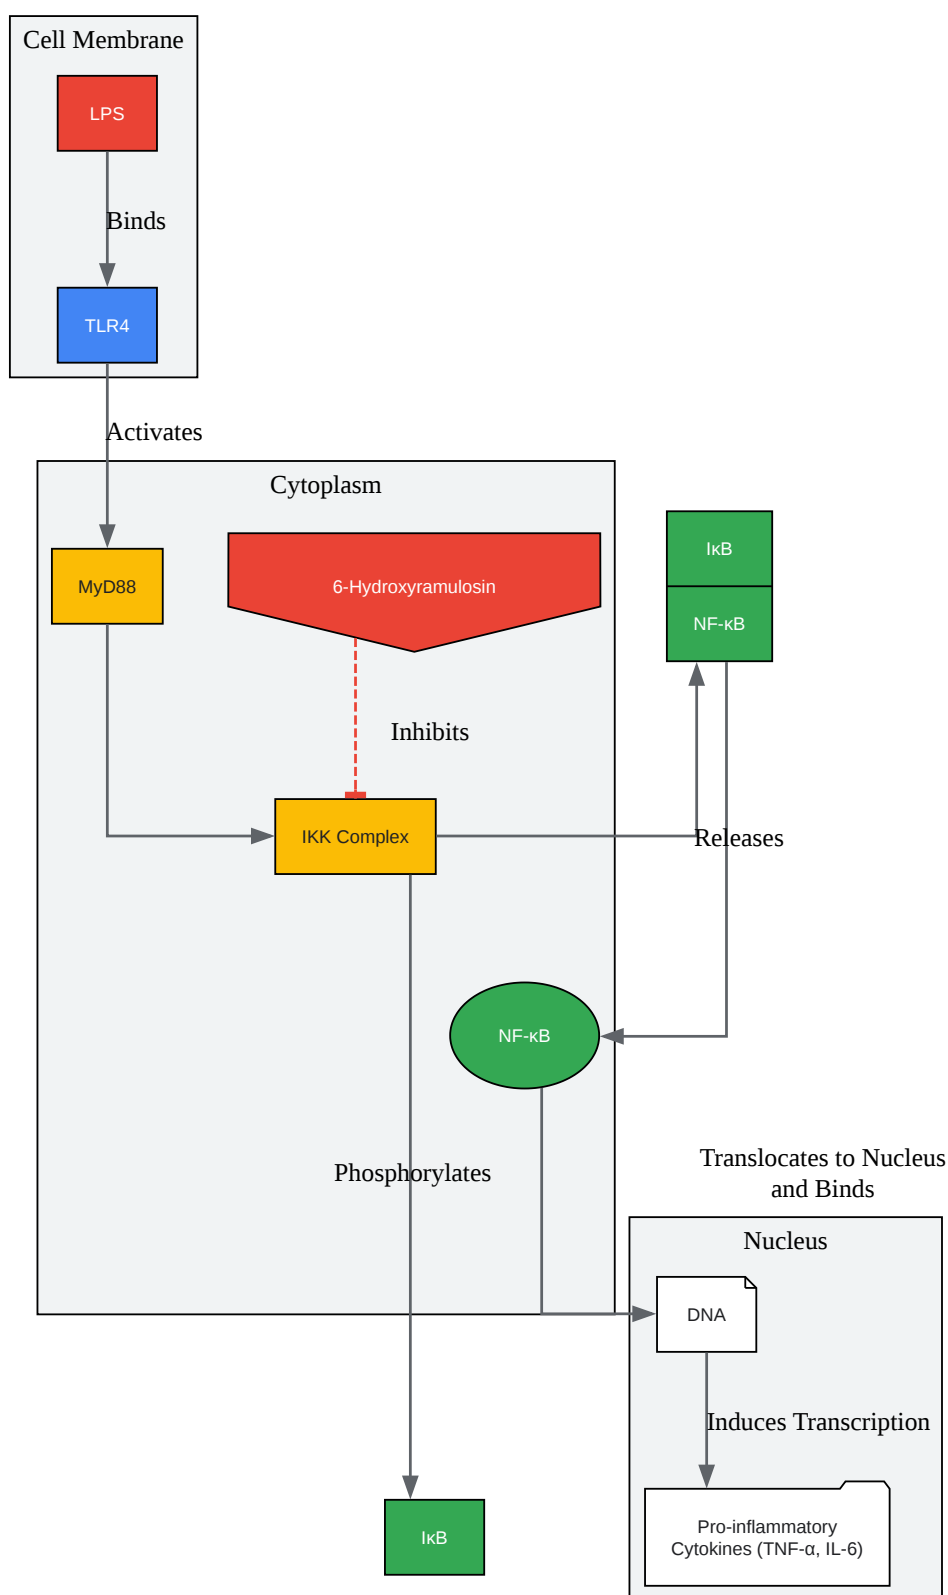 Cell Membrane
LPS
Binds
TLR4
Activates
Cytoplasm
MyD88
6-Hydroxyramulosin
IκB
NF-κB
Inhibits
IKK Complex
Releases
NF-κB
Phosphorylates
Translocates to Nucleus
and Binds
Nucleus
DNA
Induces Transcription
IκB
Pro-inflammatory
Cytokines (TNF-α, IL-6)